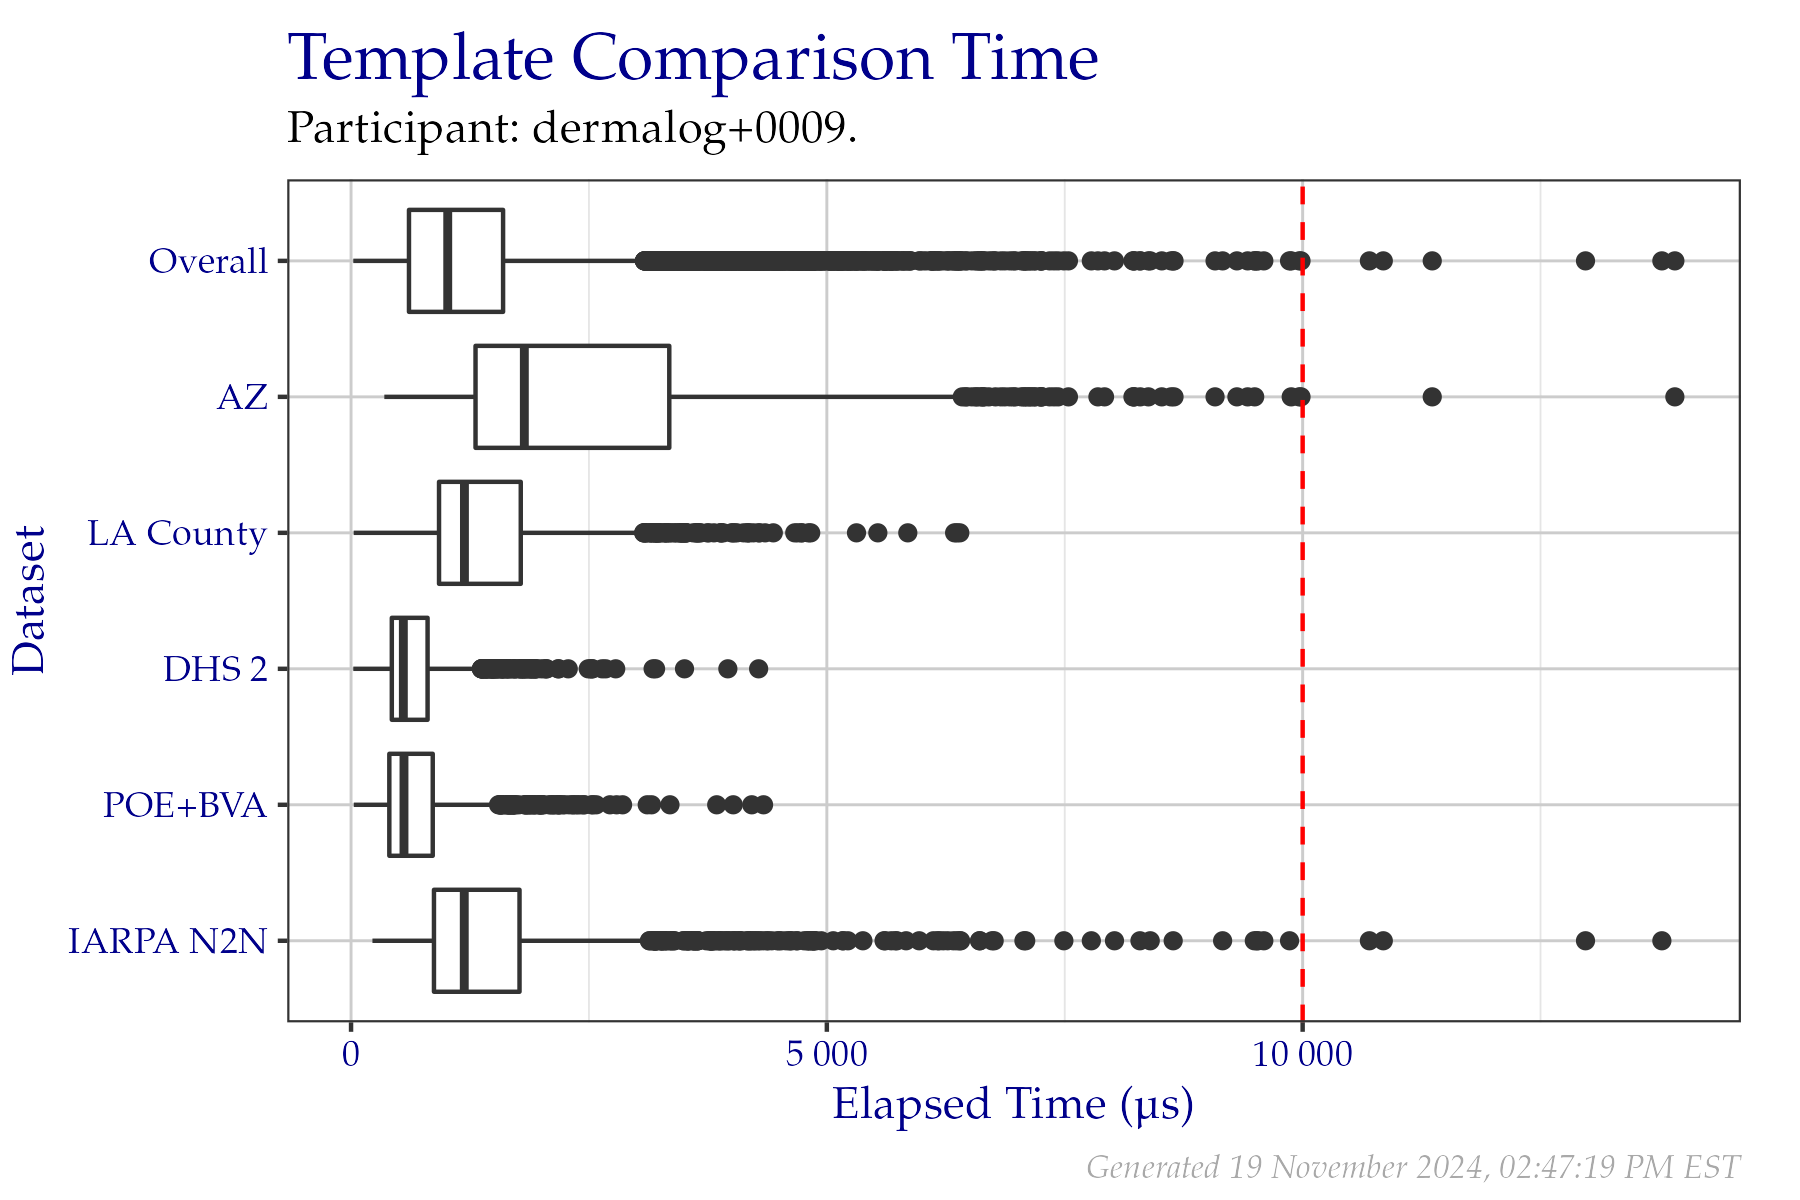 Template Comparison Time
Participant: dermalog+0009.
Dataset
Overall
AZ
LA County
DHS 2
POE+BVA
IARPA N2N
0
5 000
10 000
Elapsed Time (µs)
Generated 19 November 2024, 02:47:19 PM EST